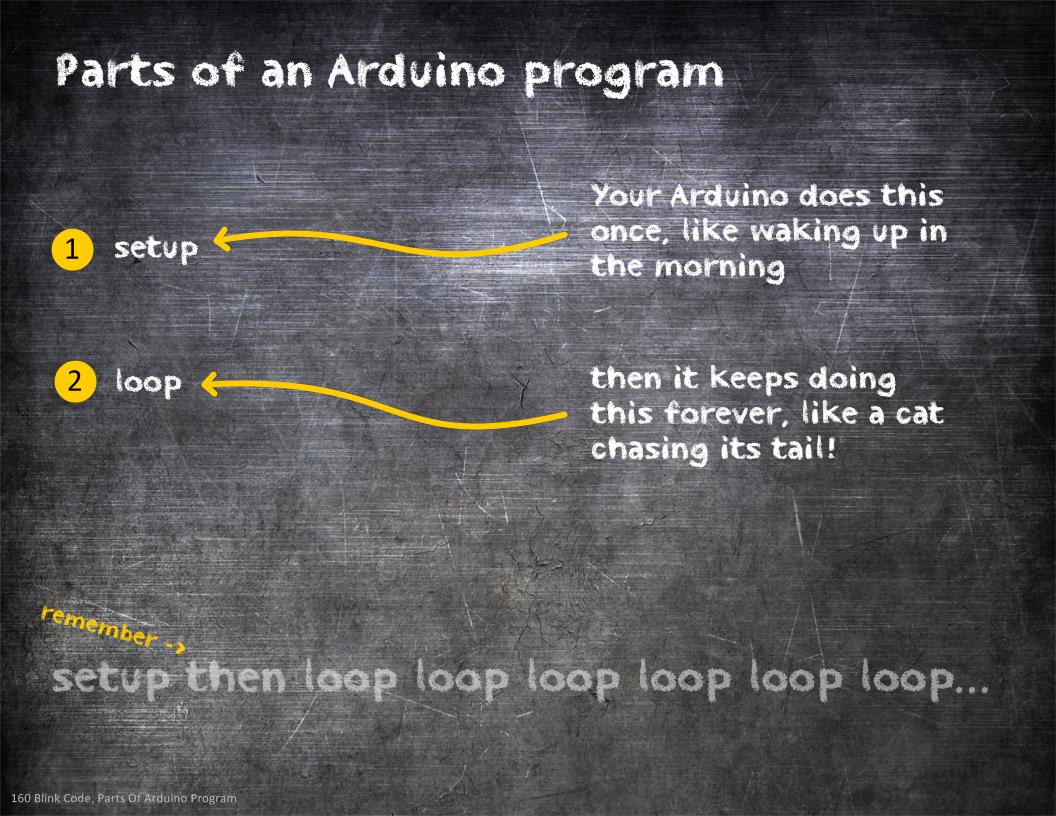 Parts of an Arduino program
Your Arduino does this
once, like waking up in
the morning
1 setup
then it keeps doing
this forever, like a cat
chasing its tail!
2 loop
remember ->
setup then loop loop loop loop loop loop...
160 Blink Code, Parts Of Arduino Program